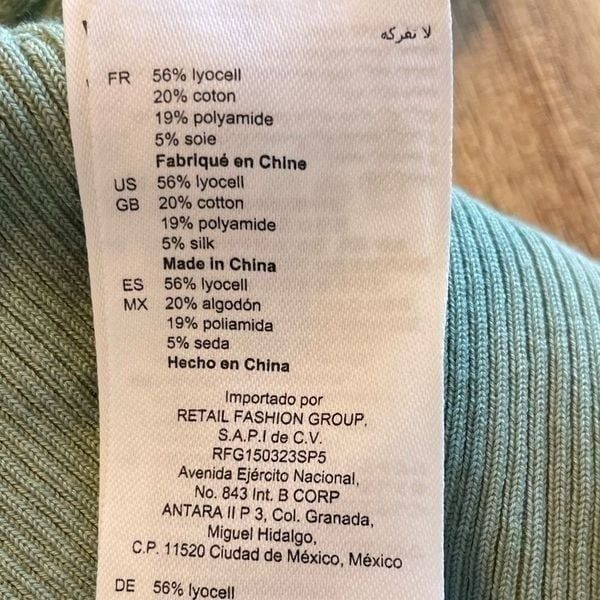 لا تفركه
FR 56% lyocell
20% coton
19% polyamide
5% soie
Fabriqué en Chine
US 56% lyocell
GB 20% cotton
19% polyamide
5% silk
Made in China
ES 56% lyocell
MX 20% algodón
19% poliamida
5% seda
Hecho en China
Importado por
RETAIL FASHION GROUP,
S.A.P.I de C.V.
RFG150323SP5
Avenida Ejército Nacional,
No. 843 Int. B CORP
ANTARA II P 3, Col. Granada,
Miguel Hidalgo,
C.P. 11520 Ciudad de México, México
DE 56% lyocell